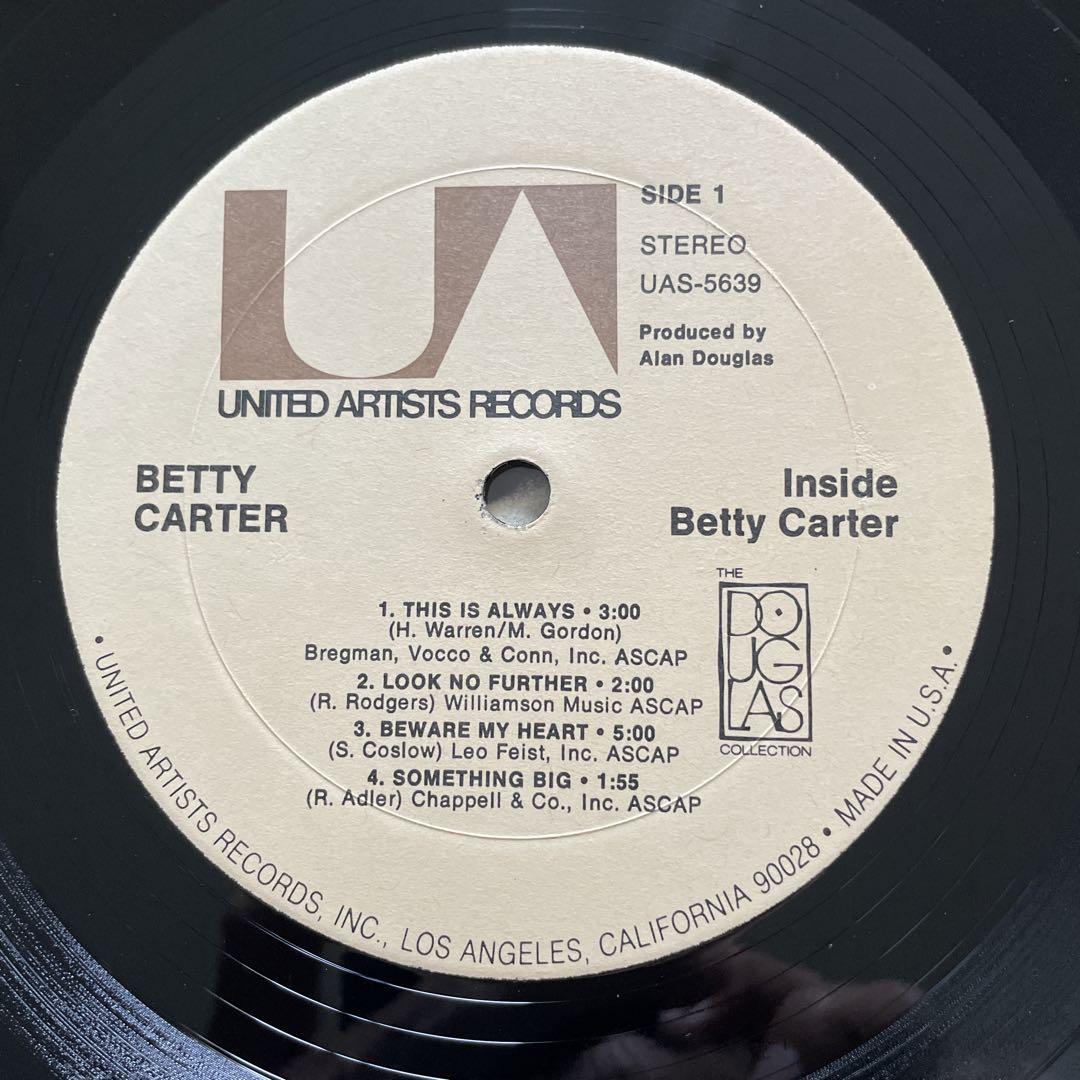 UA
UNITED ARTISTS RECORDS
SIDE 1
STEREO
UAS-5639
Produced by
Alan Douglas
BETTY
CARTER
Inside
Betty Carter
1. THIS IS ALWAYS • 3:00
(H. Warren/M. Gordon)
Bregman, Vocco & Conn, Inc. ASCAP
2. LOOK NO FURTHER • 2:00
(R. Rodgers) Williamson Music ASCAP
3. BEWARE MY HEART • 5:00
(S. Coslow) Leo Feist, Inc. ASCAP
4. SOMETHING BIG • 1:55
(R. Adler) Chappell & Co., Inc. ASCAP
THE
DO
UG
LAS
COLLECTION
• UNITED ARTISTS RECORDS, INC., LOS ANGELES, CALIFORNIA 90028 • MADE IN U.S.A. •